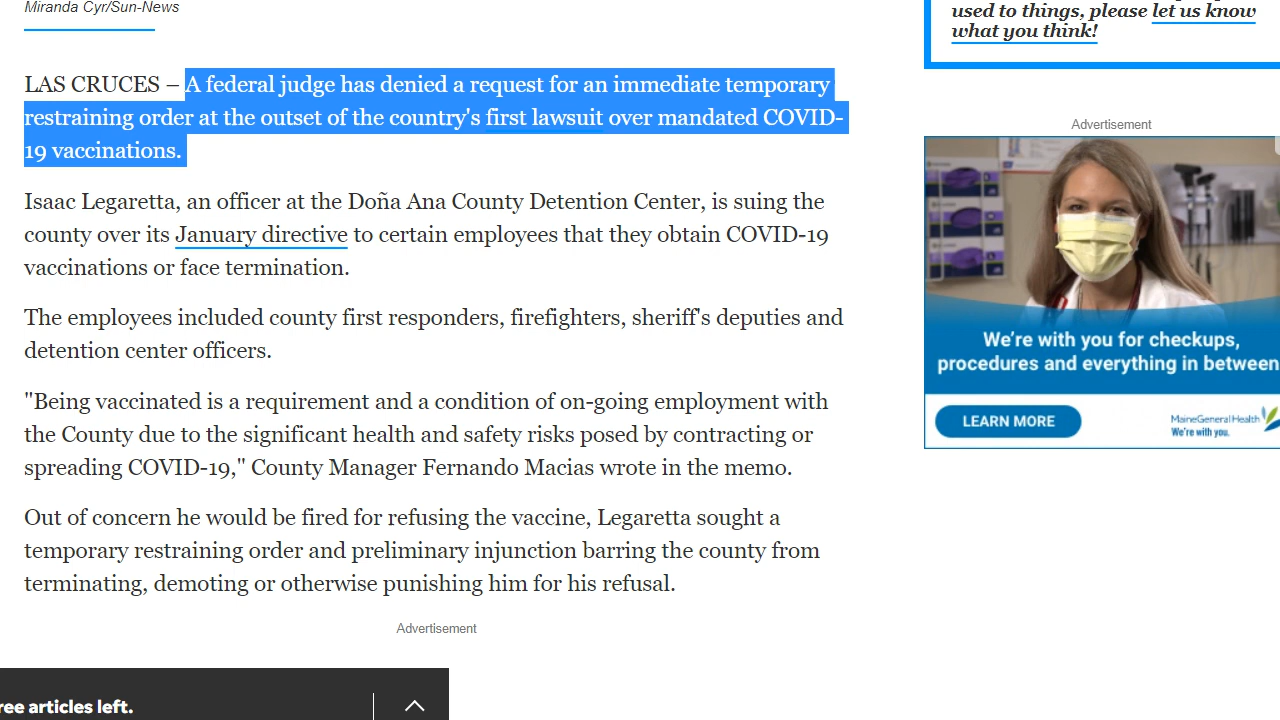 Miranda Cyr/Sun-News
LAS CRUCES – A federal judge has denied a request for an immediate temporary
restraining order at the outset of the country's first lawsuit over mandated COVID-
19 vaccinations.
Isaac Legaretta, an officer at the Doña Ana County Detention Center, is suing the
county over its January directive to certain employees that they obtain COVID-19
vaccinations or face termination.
The employees included county first responders, firefighters, sheriff's deputies and
detention center officers.
"Being vaccinated is a requirement and a condition of on-going employment with
the County due to the significant health and safety risks posed by contracting or
spreading COVID-19," County Manager Fernando Macias wrote in the memo.
Out of concern he would be fired for refusing the vaccine, Legaretta sought a
temporary restraining order and preliminary injunction barring the county from
terminating, demoting or otherwise punishing him for his refusal.
Advertisement
ree articles left.
used to things, please let us know
what you think!
Advertisement
We're with you for checkups,
procedures and everything in between
LEARN MORE
MaineGeneral Health
We're with you.